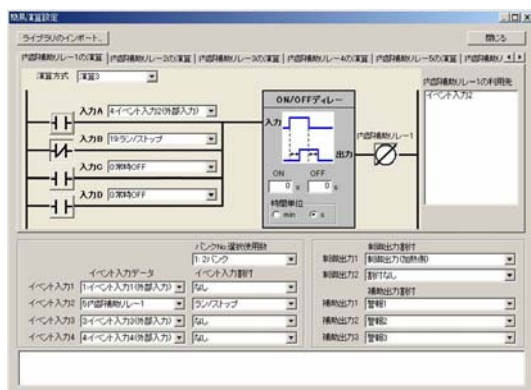 簡易演算設定
ライブラリのインポート...
閉じる
内部補助リレー1の演算
内部補助リレー2の演算
内部補助リレー3の演算
内部補助リレー4の演算
内部補助リレー5の演算
内部補助リ
演算方式
演算3
入力A
4:イベント入力2(外部入力)
入力B
19:ラン/ストップ
入力C
0:常時OFF
入力D
0:常時OFF
ON/OFFディレー
入力
出力
ON
OFF
0 s
0 s
時間単位
min
s
内部補助リレー1
内部補助リレー1の利用先
イベント入力2
バンクNo.選択使用数
1: 2バンク
イベント入力データ
イベント入力割付
イベント入力1
1:イベント入力1(外部入力)
なし
イベント入力2
5:内部補助リレー1
ラン/ストップ
イベント入力3
3:イベント入力3(外部入力)
なし
イベント入力4
4:イベント入力4(外部入力)
なし
制御出力割付
制御出力1
制御出力(加熱側)
制御出力2
割付なし
補助出力割付
補助出力1
警報1
補助出力2
警報2
補助出力3
警報3